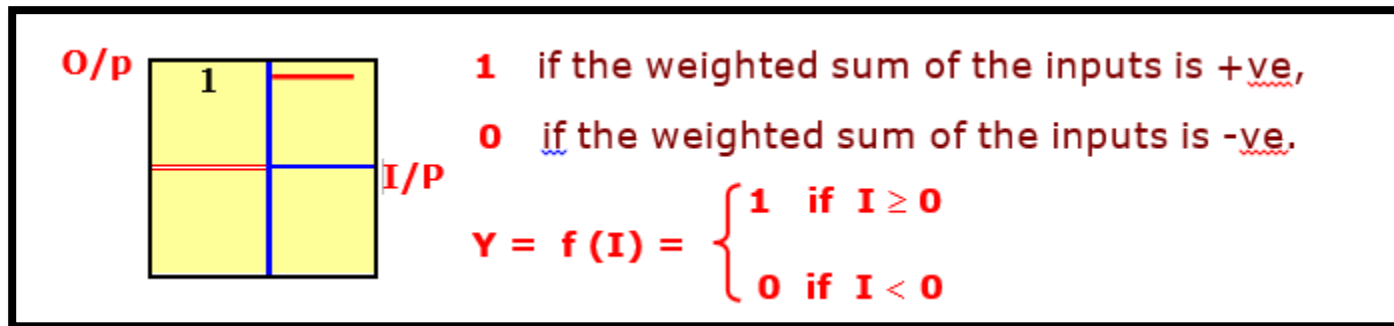 O/p
1
I/P
1 if the weighted sum of the inputs is +ve,
0 if the weighted sum of the inputs is -ve.
1 if I ≥ 0
Y = f (I) =
0 if I < 0